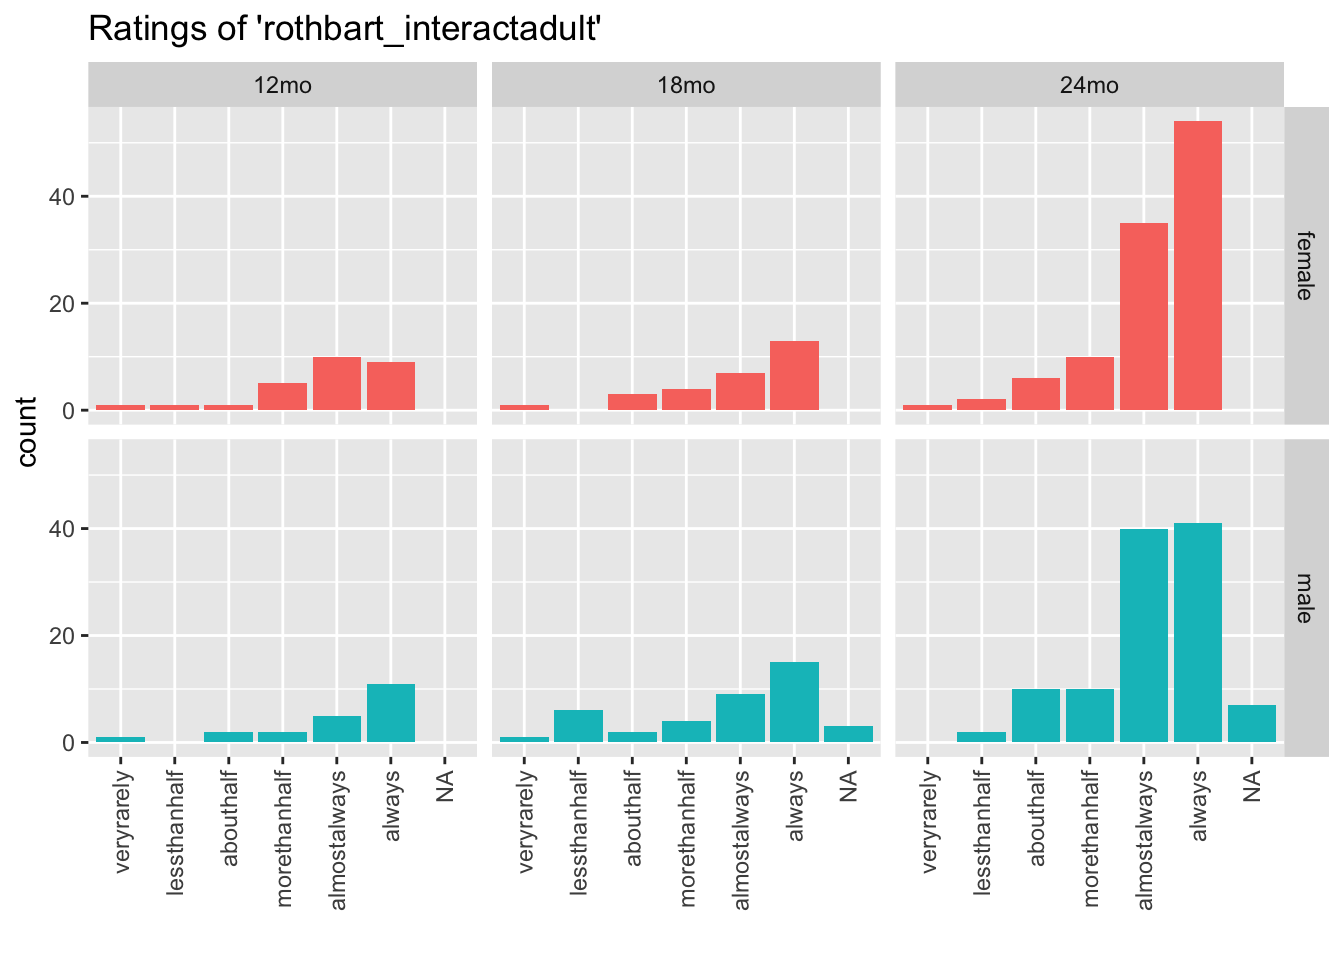 Ratings of 'rothbart_interactadult'
12mo 18mo 24mo
count
40
20
0
female
40
20
0
male
veryrarely lessthanhalf abouthalf morethanhalf almostalways always NA veryrarely lessthanhalf abouthalf morethanhalf almostalways always NA veryrarely lessthanhalf abouthalf morethanhalf almostalways always NA